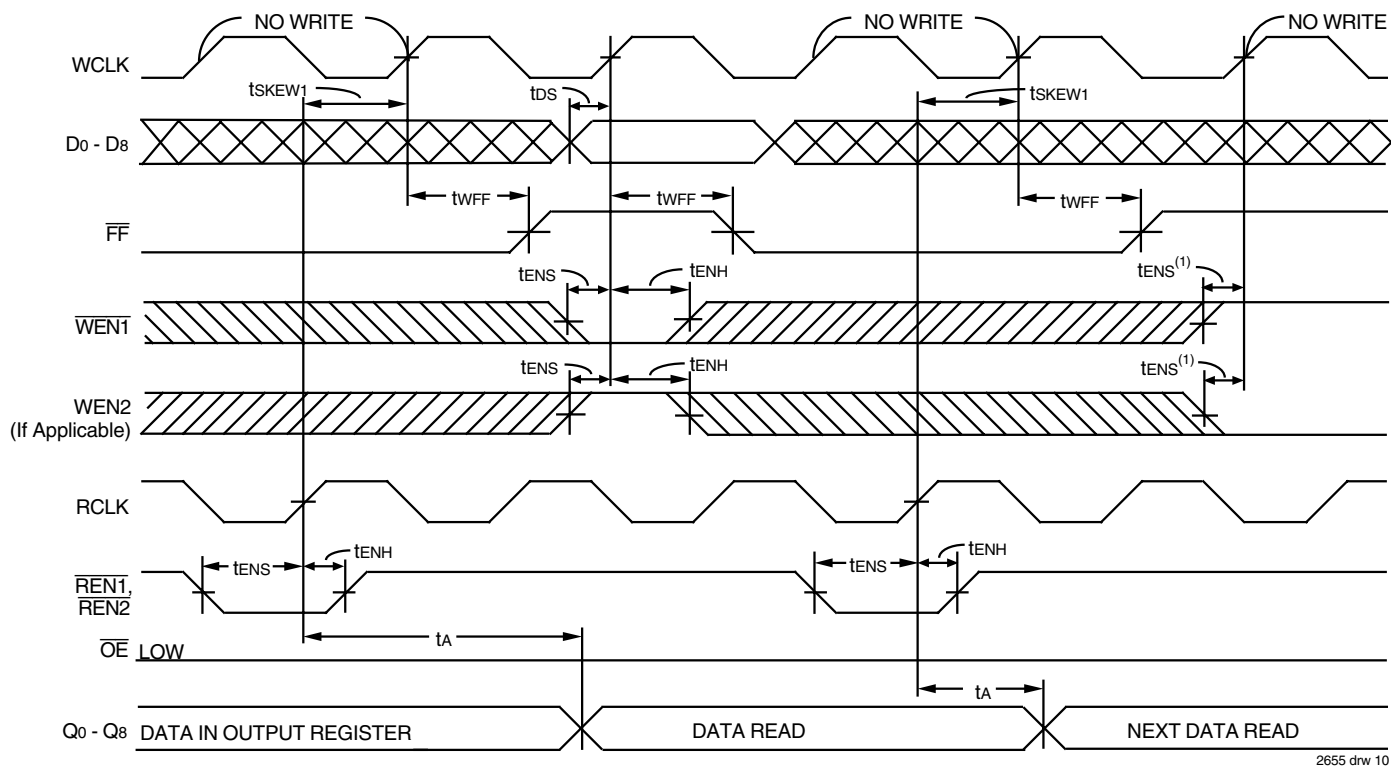 NO WRITE NO WRITE NO WRITE
WCLK
tSKEW1 tDS tSKEW1
D0 - D8
tWFF tWFF tWFF
FF
tENS tENH tENS(1)
WEN1
tENS tENH tENS(1)
WEN2
(If Applicable)
RCLK
tENS tENH tENS tENH
REN1,
REN2
tA
OE LOW
tA
Q0 - Q8 DATA IN OUTPUT REGISTER DATA READ NEXT DATA READ
2655 drw 10